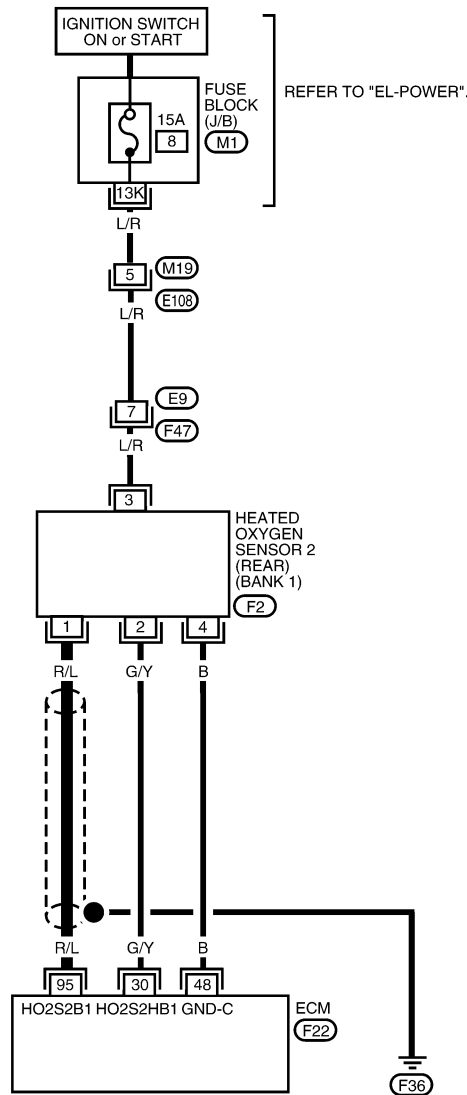 IGNITION SWITCH
ON or START
FUSE
BLOCK
(J/B)
M1
15A
8
REFER TO "EL-POWER".
13K
L/R
5
M19
E108
L/R
7
E9
F47
L/R
3
HEATED
OXYGEN
SENSOR 2
(REAR)
(BANK 1)
F2
1 2 4
R/L G/Y B
R/L G/Y B
95 30 48
HO2S2B1 HO2S2HB1 GND-C
ECM
F22
F36